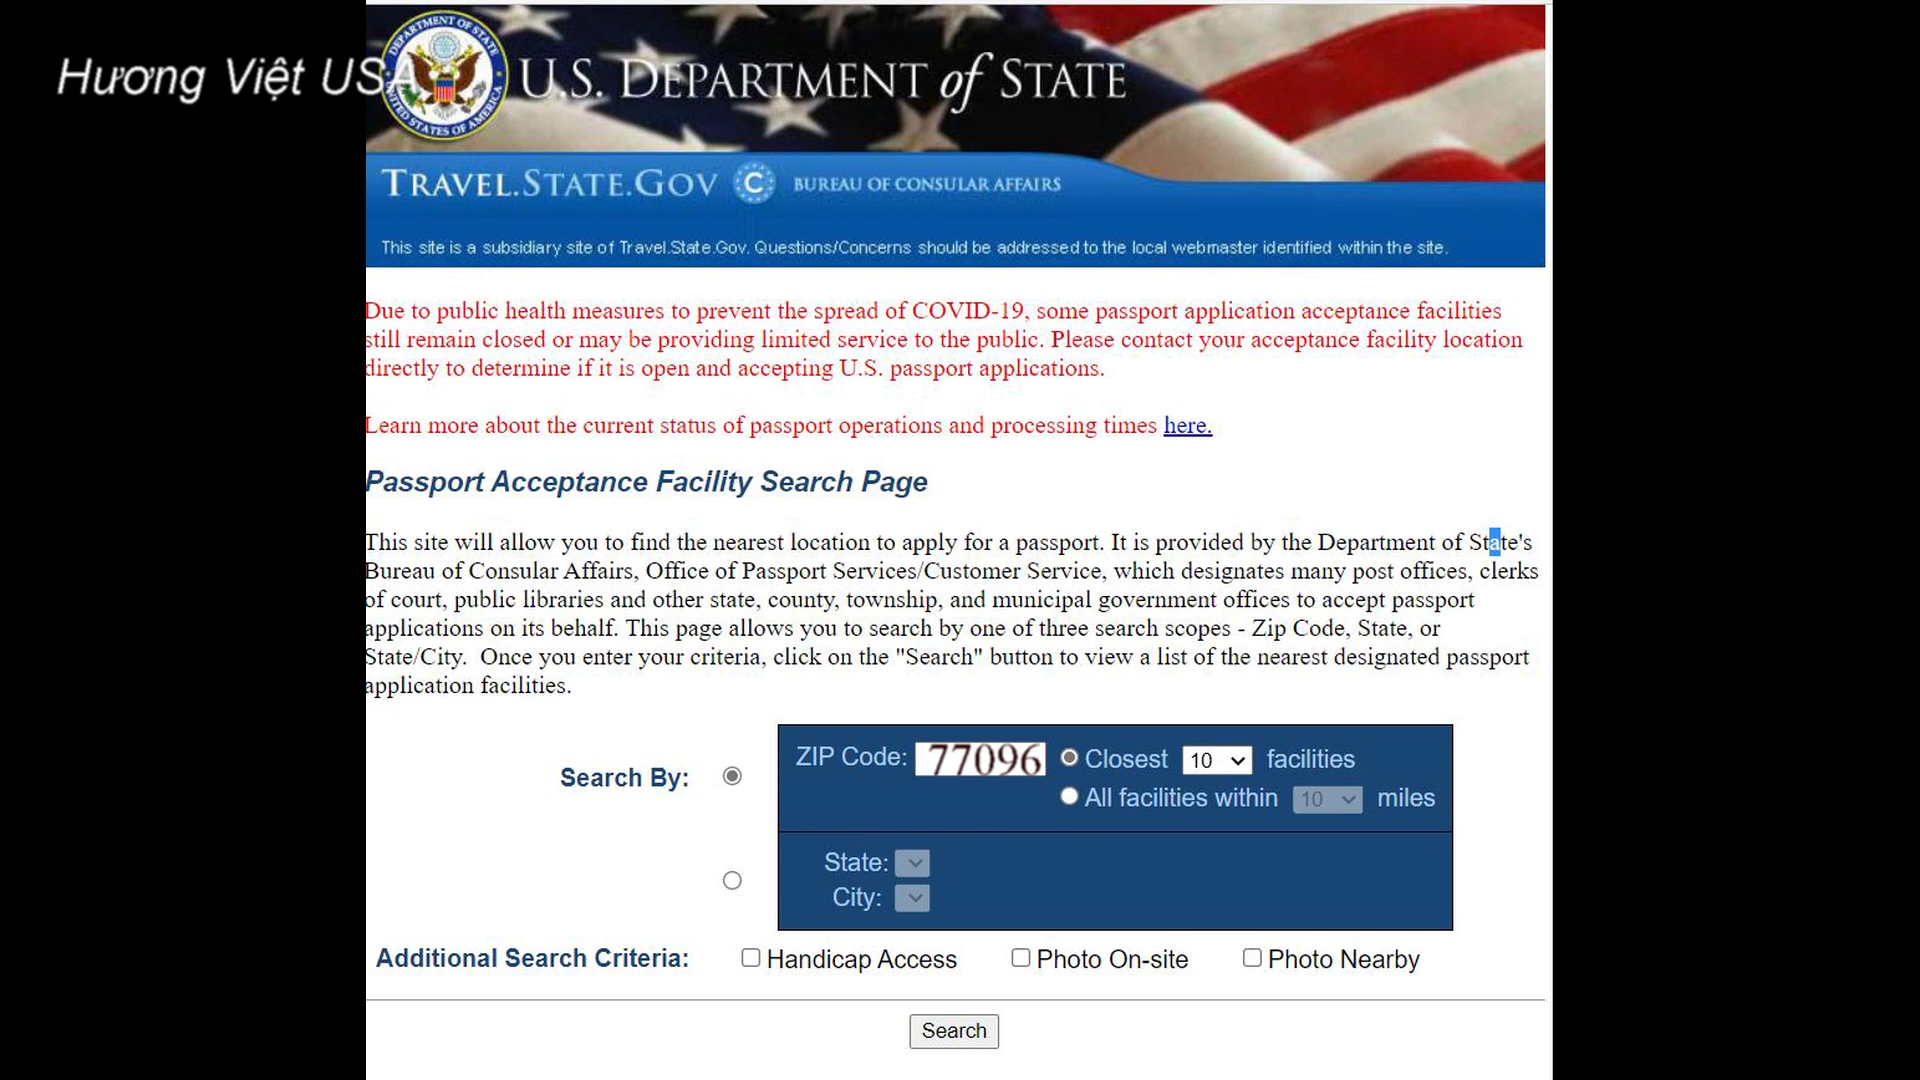 Hương Việt USA
U.S. DEPARTMENT of STATE
DEPARTMENT OF STATE
UNITED STATES OF AMERICA
TRAVEL.STATE.GOV C BUREAU OF CONSULAR AFFAIRS
This site is a subsidiary site of Travel.State.Gov. Questions/Concerns should be addressed to the local webmaster identified within the site.
Due to public health measures to prevent the spread of COVID-19, some passport application acceptance facilities
still remain closed or may be providing limited service to the public. Please contact your acceptance facility location
directly to determine if it is open and accepting U.S. passport applications.
Learn more about the current status of passport operations and processing times here.
Passport Acceptance Facility Search Page
This site will allow you to find the nearest location to apply for a passport. It is provided by the Department of State's
Bureau of Consular Affairs, Office of Passport Services/Customer Service, which designates many post offices, clerks
of court, public libraries and other state, county, township, and municipal government offices to accept passport
applications on its behalf. This page allows you to search by one of three search scopes - Zip Code, State, or
State/City. Once you enter your criteria, click on the "Search" button to view a list of the nearest designated passport
application facilities.
Search By:
ZIP Code: 77096 Closest 10 facilities
All facilities within 10 miles
State:
City:
Additional Search Criteria: Handicap Access Photo On-site Photo Nearby
Search